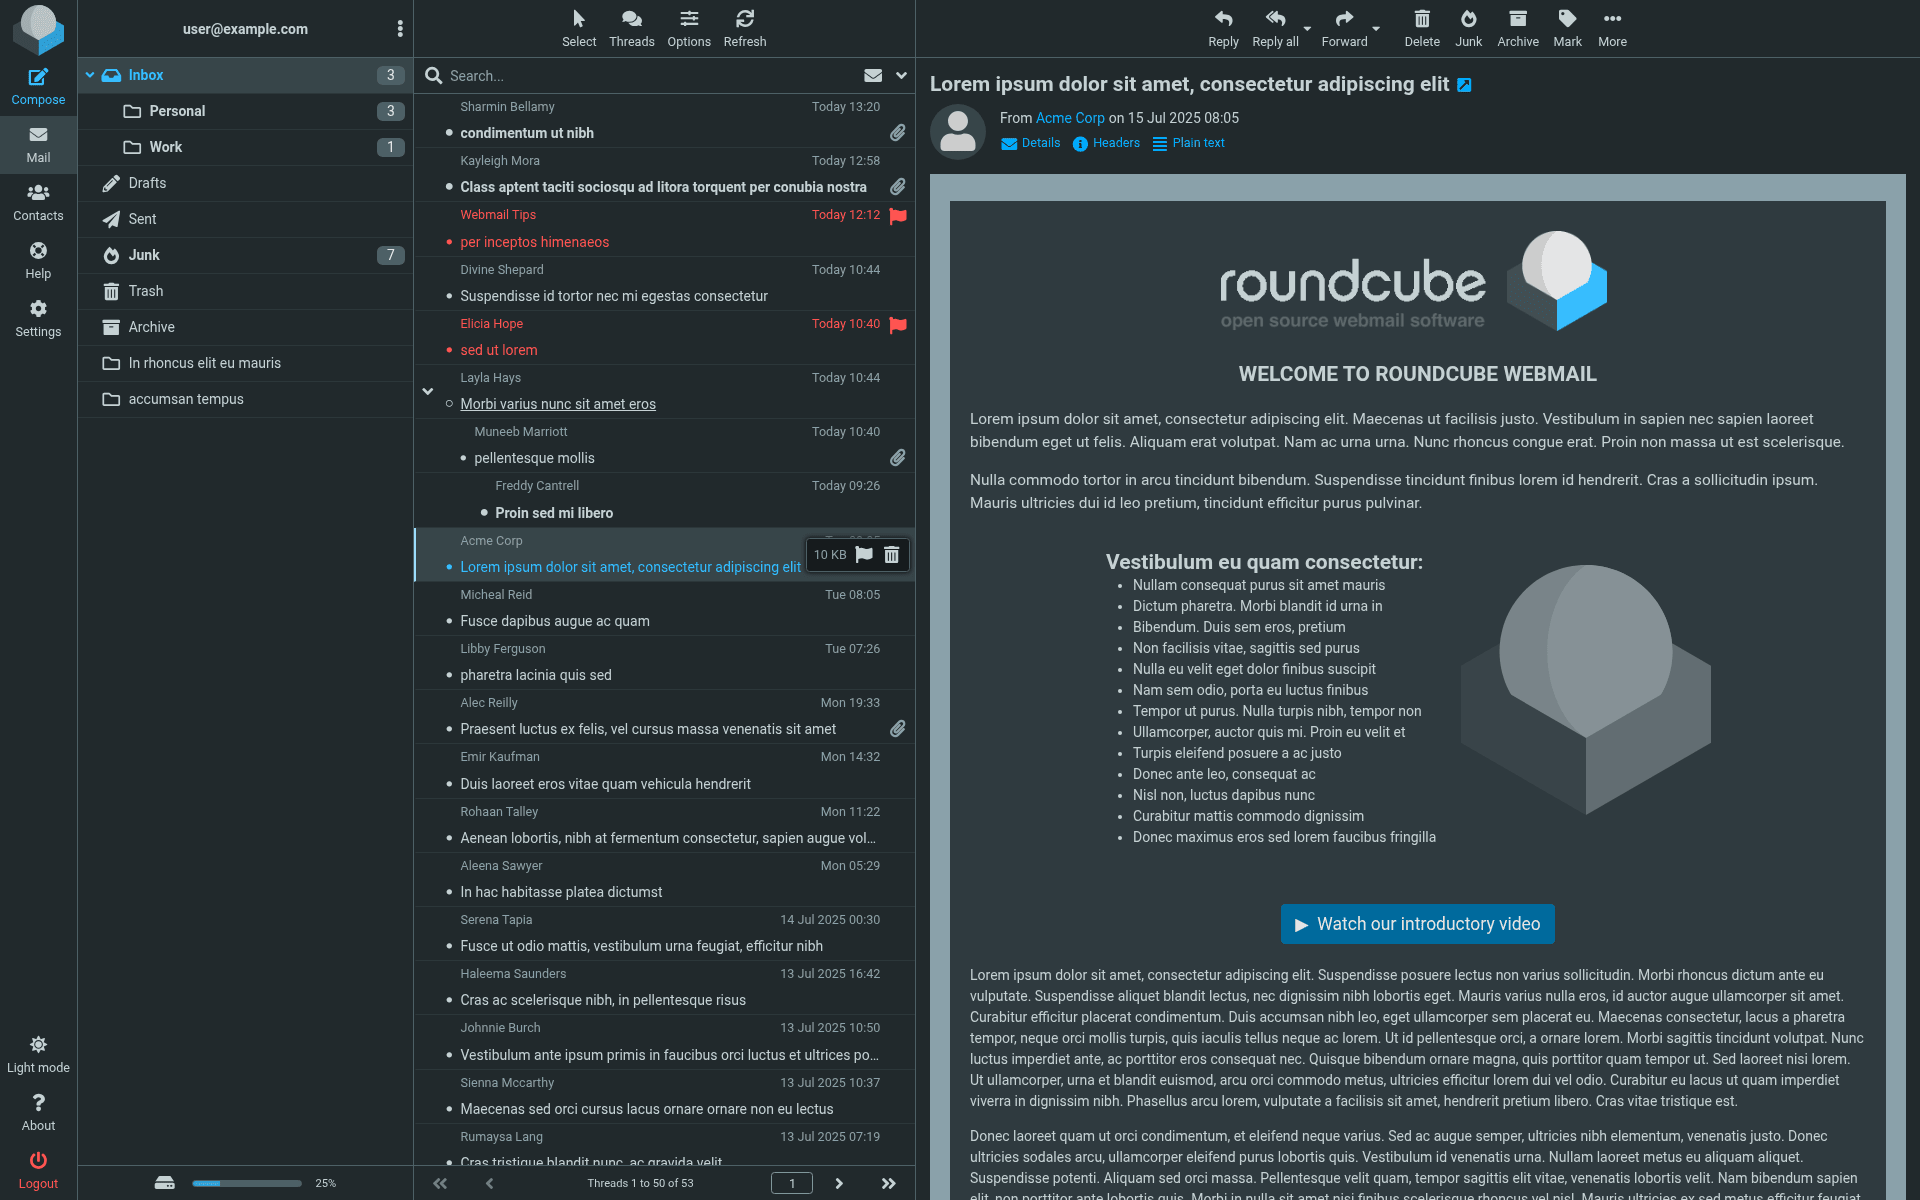 Compose
Mail
Contacts
Help
Settings
Light mode
About
Logout
user@example.com
Inbox 3
Personal 3
Work 1
Drafts
Sent
Junk 7
Trash
Archive
In rhoncus elit eu mauris
accumsan tempus
25%
Select Threads Options Refresh
Search...
Sharmin Bellamy Today 13:20
condimentum ut nibh
Kayleigh Mora Today 12:58
Class aptent taciti sociosqu ad litora torquent per conubia nostra
Webmail Tips Today 12:12
per inceptos himenaeos
Divine Shepard Today 10:44
Suspendisse id tortor nec mi egestas consectetur
Elicia Hope Today 10:40
sed ut lorem
Layla Hays Today 10:44
Morbi varius nunc sit amet eros
Muneeb Marriott Today 10:40
pellentesque mollis
Freddy Cantrell Today 09:26
Proin sed mi libero
Acme Corp
10 KB
Lorem ipsum dolor sit amet, consectetur adipiscing elit
Micheal Reid Tue 08:05
Fusce dapibus augue ac quam
Libby Ferguson Tue 07:26
pharetra lacinia quis sed
Alec Reilly Mon 19:33
Praesent luctus ex felis, vel cursus massa venenatis sit amet
Emir Kaufman Mon 14:32
Duis laoreet eros vitae quam vehicula hendrerit
Rohaan Talley Mon 11:22
Aenean lobortis, nibh at fermentum consectetur, sapien augue vol...
Aleena Sawyer Mon 05:29
In hac habitasse platea dictumst
Serena Tapia 14 Jul 2025 00:30
Fusce ut odio mattis, vestibulum urna feugiat, efficitur nibh
Haleema Saunders 13 Jul 2025 16:42
Cras ac scelerisque nibh, in pellentesque risus
Johnnie Burch 13 Jul 2025 10:50
Vestibulum ante ipsum primis in faucibus orci luctus et ultrices po...
Sienna Mccarthy 13 Jul 2025 10:37
Maecenas sed orci cursus lacus ornare ornare non eu lectus
Rumaysa Lang 13 Jul 2025 07:19
Cras tristique blandit nunc, ac gravida velit
Threads 1 to 50 of 53 1
Reply Reply all Forward Delete Junk Archive Mark More
Lorem ipsum dolor sit amet, consectetur adipiscing elit
From Acme Corp on 15 Jul 2025 08:05
Details Headers Plain text
roundcube
open source webmail software
WELCOME TO ROUNDCUBE WEBMAIL
Lorem ipsum dolor sit amet, consectetur adipiscing elit. Maecenas ut facilisis justo. Vestibulum in sapien nec sapien laoreet
bibendum eget ut felis. Aliquam erat volutpat. Nam ac urna urna. Nunc rhoncus congue erat. Proin non massa ut est scelerisque.
Nulla commodo tortor in arcu tincidunt bibendum. Suspendisse tincidunt finibus lorem id hendrerit. Cras a sollicitudin ipsum.
Mauris ultricies dui id leo pretium, tincidunt efficitur purus pulvinar.
Vestibulum eu quam consectetur:
• Nullam consequat purus sit amet mauris
• Dictum pharetra. Morbi blandit id urna in
• Bibendum. Duis sem eros, pretium
• Non facilisis vitae, sagittis sed purus
• Nulla eu velit eget dolor finibus suscipit
• Nam sem odio, porta eu luctus finibus
• Tempor ut purus. Nulla turpis nibh, tempor non
• Ullamcorper, auctor quis mi. Proin eu velit et
• Turpis eleifend posuere a ac justo
• Donec ante leo, consequat ac
• Nisl non, luctus dapibus nunc
• Curabitur mattis commodo dignissim
• Donec maximus eros sed lorem faucibus fringilla
▶ Watch our introductory video
Lorem ipsum dolor sit amet, consectetur adipiscing elit. Suspendisse posuere lectus non varius sollicitudin. Morbi rhoncus dictum ante eu
vulputate. Suspendisse aliquet blandit lectus, nec dignissim nibh lobortis eget. Mauris varius nulla eros, id auctor augue ullamcorper sit amet.
Curabitur efficitur placerat condimentum. Duis accumsan nibh leo, eget ullamcorper sem placerat eu. Maecenas consectetur, lacus a pharetra
tempor, neque orci mollis turpis, quis iaculis tellus neque ac lorem. Ut id pellentesque orci, a ornare lorem. Morbi sagittis tincidunt volutpat. Nunc
luctus imperdiet ante, ac porttitor eros consequat nec. Quisque bibendum ornare magna, quis porttitor quam tempor ut. Sed laoreet nisi lorem.
Ut ullamcorper, urna et blandit euismod, arcu orci commodo metus, ultricies efficitur lorem dui vel odio. Curabitur eu lacus ut quam imperdiet
viverra in dignissim nibh. Phasellus arcu lorem, vulputate a facilisis sit amet, hendrerit pretium libero. Cras vitae tristique est.
Donec laoreet quam ut orci condimentum, et eleifend neque varius. Sed ac augue semper, ultricies nibh elementum, venenatis justo. Donec
ultricies sodales arcu, ullamcorper eleifend purus lobortis quis. Vestibulum id venenatis urna. Nullam laoreet metus eu aliquam aliquet.
Suspendisse potenti. Aliquam sed orci massa. Pellentesque velit quam, tempor sagittis elit vitae, venenatis lacinia velit. Nam bibendum sapien
elit, non porttitor ante lobortis quis. Morbi in nulla sit amet nisi finibus scelerisque rhoncus vel nisl. Mauris ultricies ex sed metus efficitur feugiat